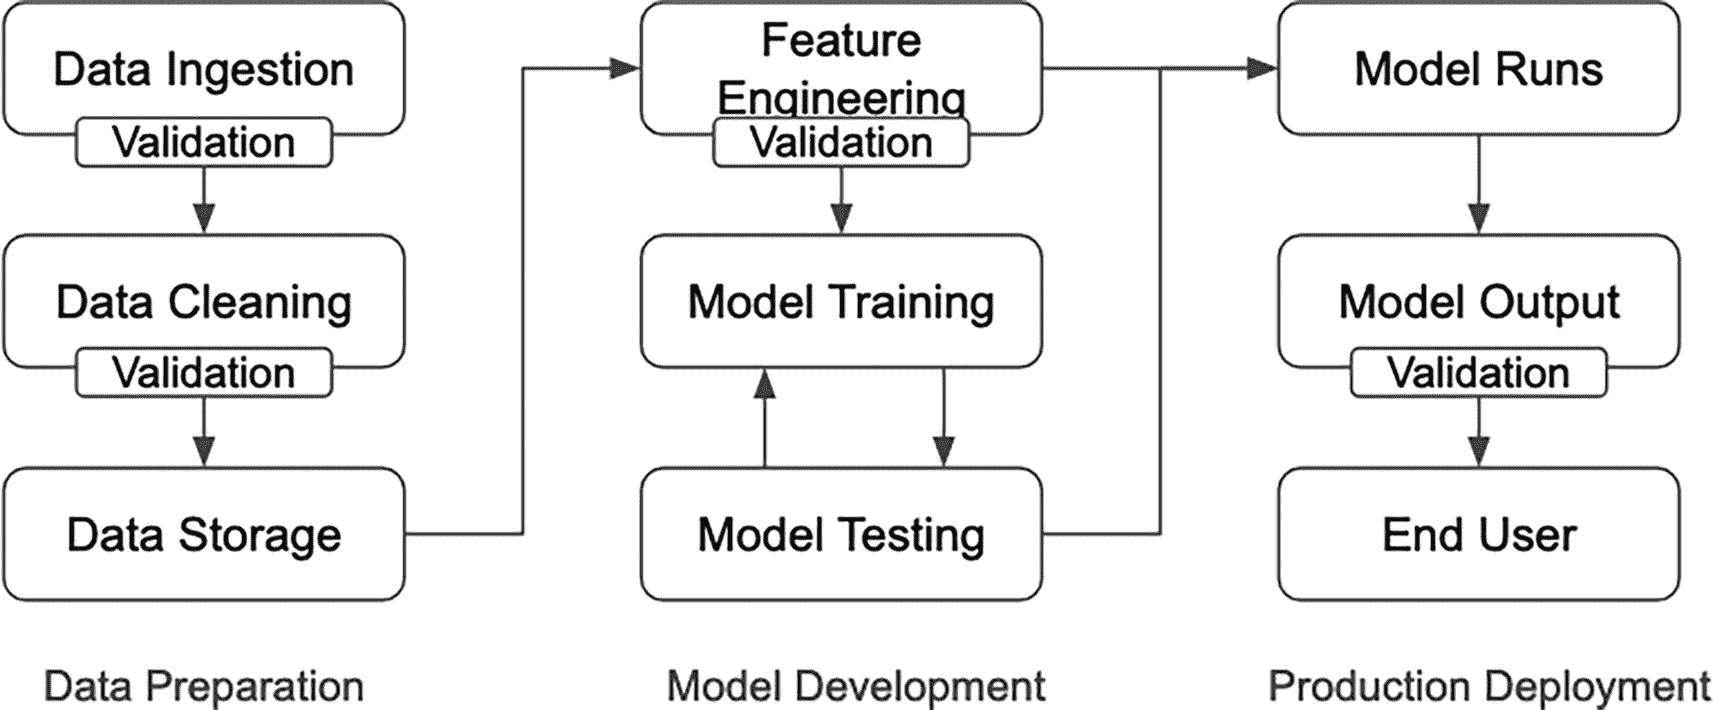 Data Ingestion
Validation
Data Cleaning
Validation
Data Storage
Data Preparation
Feature
Engineering
Validation
Model Training
Model Testing
Model Development
Model Runs
Model Output
Validation
End User
Production Deployment